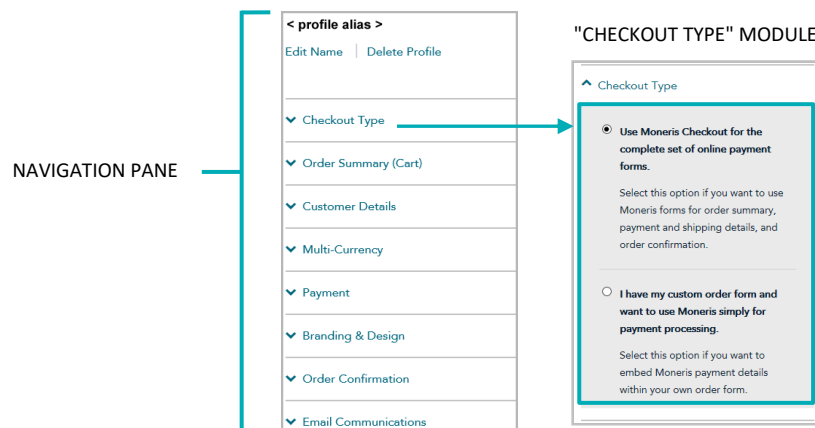 < profile alias >
Edit Name | Delete Profile
NAVIGATION PANE
Checkout Type
Order Summary (Cart)
Customer Details
Multi-Currency
Payment
Branding & Design
Order Confirmation
Email Communications
"CHECKOUT TYPE" MODULE
Checkout Type
Use Moneris Checkout for the
complete set of online payment
forms.
Select this option if you want to use
Moneris forms for order summary,
payment and shipping details, and
order confirmation.
I have my custom order form and
want to use Moneris simply for
payment processing.
Select this option if you want to
embed Moneris payment details
within your own order form.